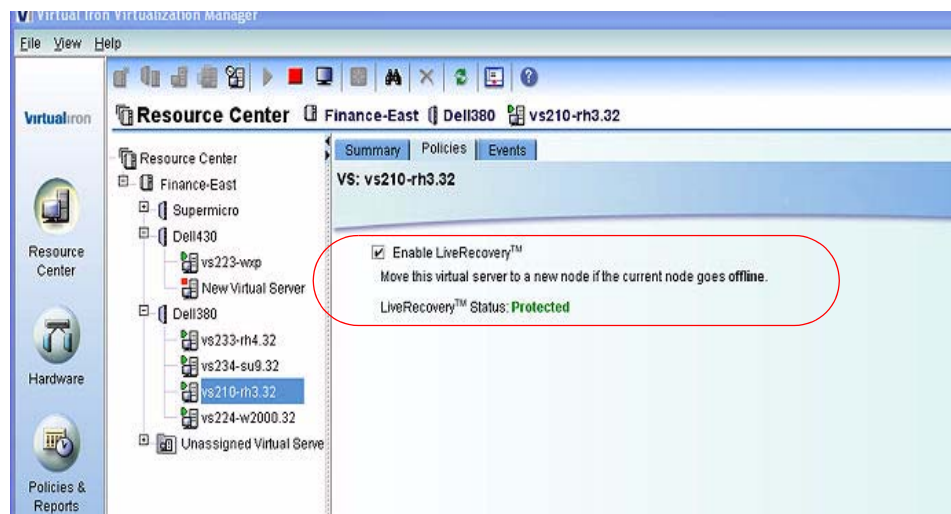 Virtual Iron Virtualization Manager
File View Help
Virtualiron
Resource Center Finance-East Dell380 vs210-rh3.32
Resource Center
Finance-East
Supermicro
Dell430
vs223-wxp
New Virtual Server
Dell380
vs233-rh4.32
vs234-su9.32
vs210-rh3.32
vs224-w2000.32
Unassigned Virtual Serve
Resource
Center
Hardware
Policies &
Reports
Summary Policies Events
VS: vs210-rh3.32
Enable LiveRecovery™
Move this virtual server to a new node if the current node goes offline.
LiveRecovery™ Status: Protected